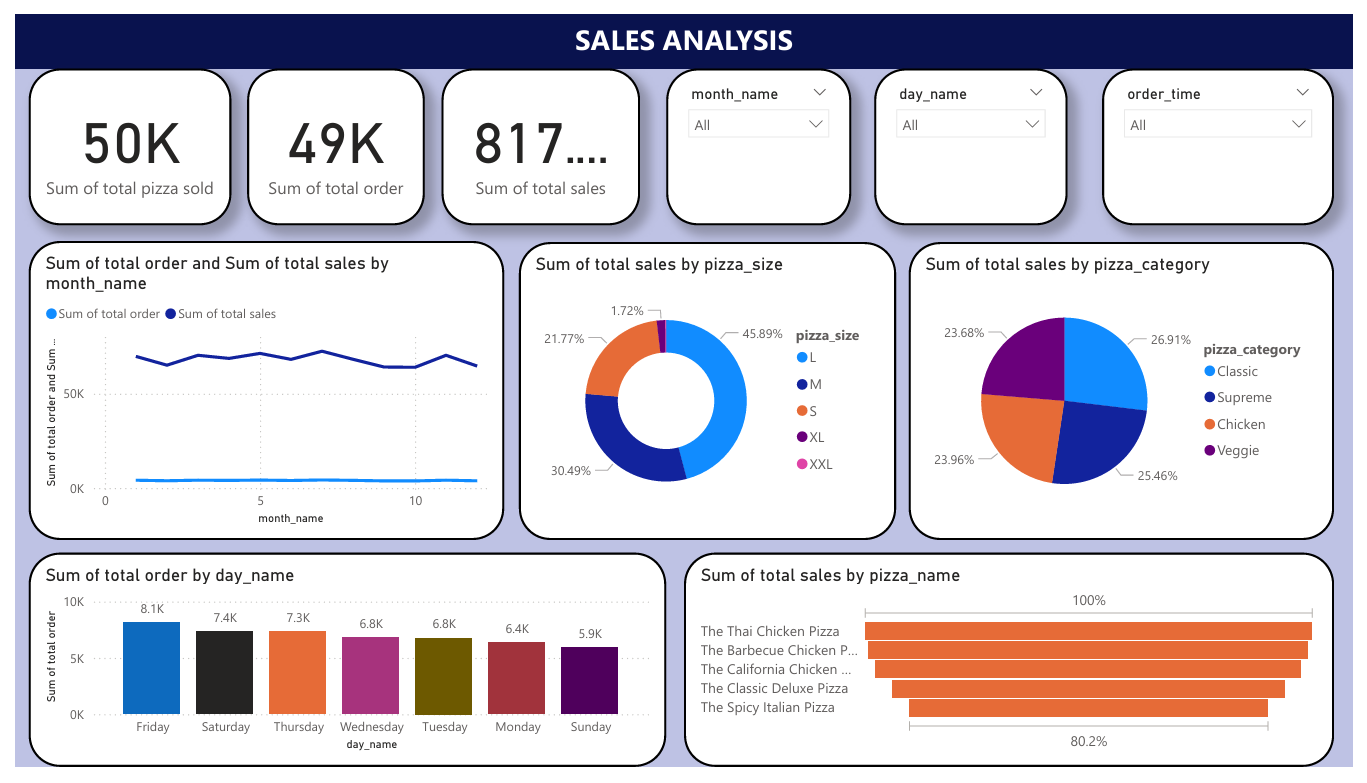 SALES ANALYSIS
50K
Sum of total pizza sold
49K
Sum of total order
817....
Sum of total sales
month_name
All
day_name
All
order_time
All
Sum of total order and Sum of total sales by
month_name
Sum of total order
Sum of total sales
Sum of total order and Sum ...
50K
0K
0
5
10
month_name
Sum of total sales by pizza_size
1.72%
21.77%
45.89%
30.49%
pizza_size
L
M
S
XL
XXL
Sum of total sales by pizza_category
23.68%
26.91%
23.96%
25.46%
pizza_category
Classic
Supreme
Chicken
Veggie
Sum of total order by day_name
Sum of total order
10K
5K
0K
8.1K
7.4K
7.3K
6.8K
6.8K
6.4K
5.9K
Friday
Saturday
Thursday
Wednesday
Tuesday
Monday
Sunday
day_name
Sum of total sales by pizza_name
100%
The Thai Chicken Pizza
The Barbecue Chicken P...
The California Chicken ...
The Classic Deluxe Pizza
The Spicy Italian Pizza
80.2%